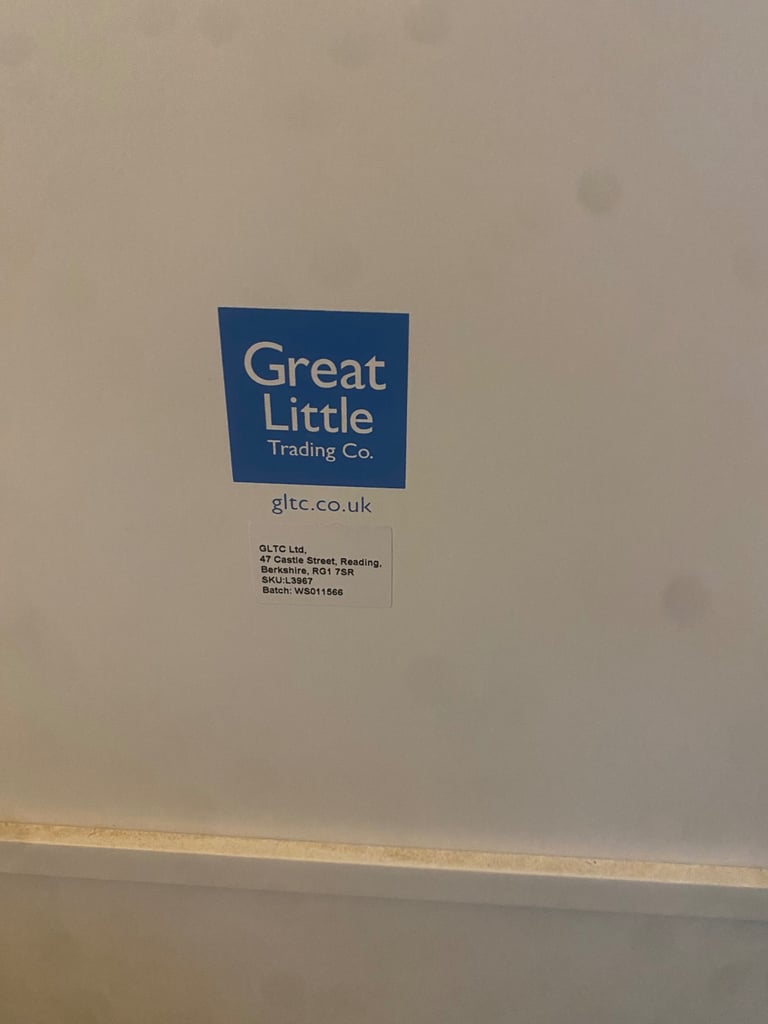 Great
Little
Trading Co.
gltc.co.uk
GLTC Ltd,
47 Castle Street, Reading,
Berkshire, RG1 7SR
SKU:L3967
Batch: WS011566